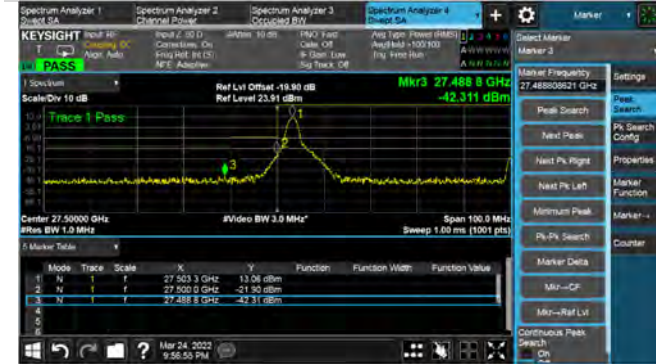 Spectrum Analyzer 1
Swept SA
Spectrum Analyzer 2
Channel Power
Spectrum Analyzer 3
Occupied BW
Spectrum Analyzer 4
Swept SA
Marker
KEYSIGHT
Input: RF
Coupling: DC
Align: Auto
Input Z: 50 Ω
Corrections: On
Freq Ref: Int (S)
NFE: Adaptive
#Atten: 10 dB
PNO: Fast
Gate: Off
IF Gain: Low
Sig Track: Off
Avg Type: Power (RMS)
Avg|Hold: >100/100
Trig: Free Run
PASS
Select Marker
Marker 3
1 Spectrum
Scale/Div 10 dB
Ref Lvl Offset -19.90 dB
Ref Level 23.91 dBm
Mkr3 27.488 8 GHz
-42.311 dBm
Trace 1 Pass
1
2
3
Center 27.50000 GHz
#Res BW 1.0 MHz
#Video BW 3.0 MHz*
Span 100.0 MHz
Sweep 1.00 ms (1001 pts)
5 Marker Table
Mode Trace Scale X Y Function Function Width Function Value
1 N 1 f 27.503 3 GHz 13.06 dBm
2 N 1 f 27.500 0 GHz -21.90 dBm
3 N 1 f 27.488 8 GHz -42.31 dBm
4
5
6
Mar 24, 2022
9:56:55 PM
Marker Frequency
27.488808621 GHz
Peak Search
Next Peak
Next Pk Right
Next Pk Left
Minimum Peak
Pk-Pk Search
Marker Delta
Mkr→CF
Mkr→Ref Lvl
Continuous Peak
Search
On
Off
Settings
Peak
Search
Pk Search
Config
Properties
Marker
Function
Marker→
Counter